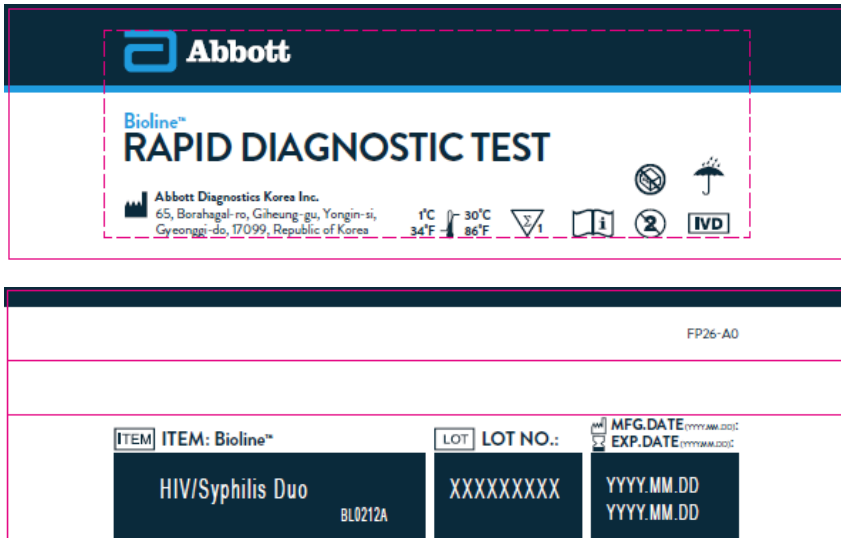 Abbott
Bioline™
RAPID DIAGNOSTIC TEST
Abbott Diagnostics Korea Inc.
65, Borahagal-ro, Giheung-gu, Yongin-si,
Gyeonggi-do, 17099, Republic of Korea
1°C 30°C
34°F 86°F
Σ 1
i
2
IVD
FP26-A0
ITEM ITEM: Bioline™
LOT LOT NO.:
MFG.DATE (YYYY.MM.DD):
EXP.DATE (YYYY.MM.DD):
HIV/Syphilis Duo
BL0212A
XXXXXXXXX
YYYY.MM.DD
YYYY.MM.DD